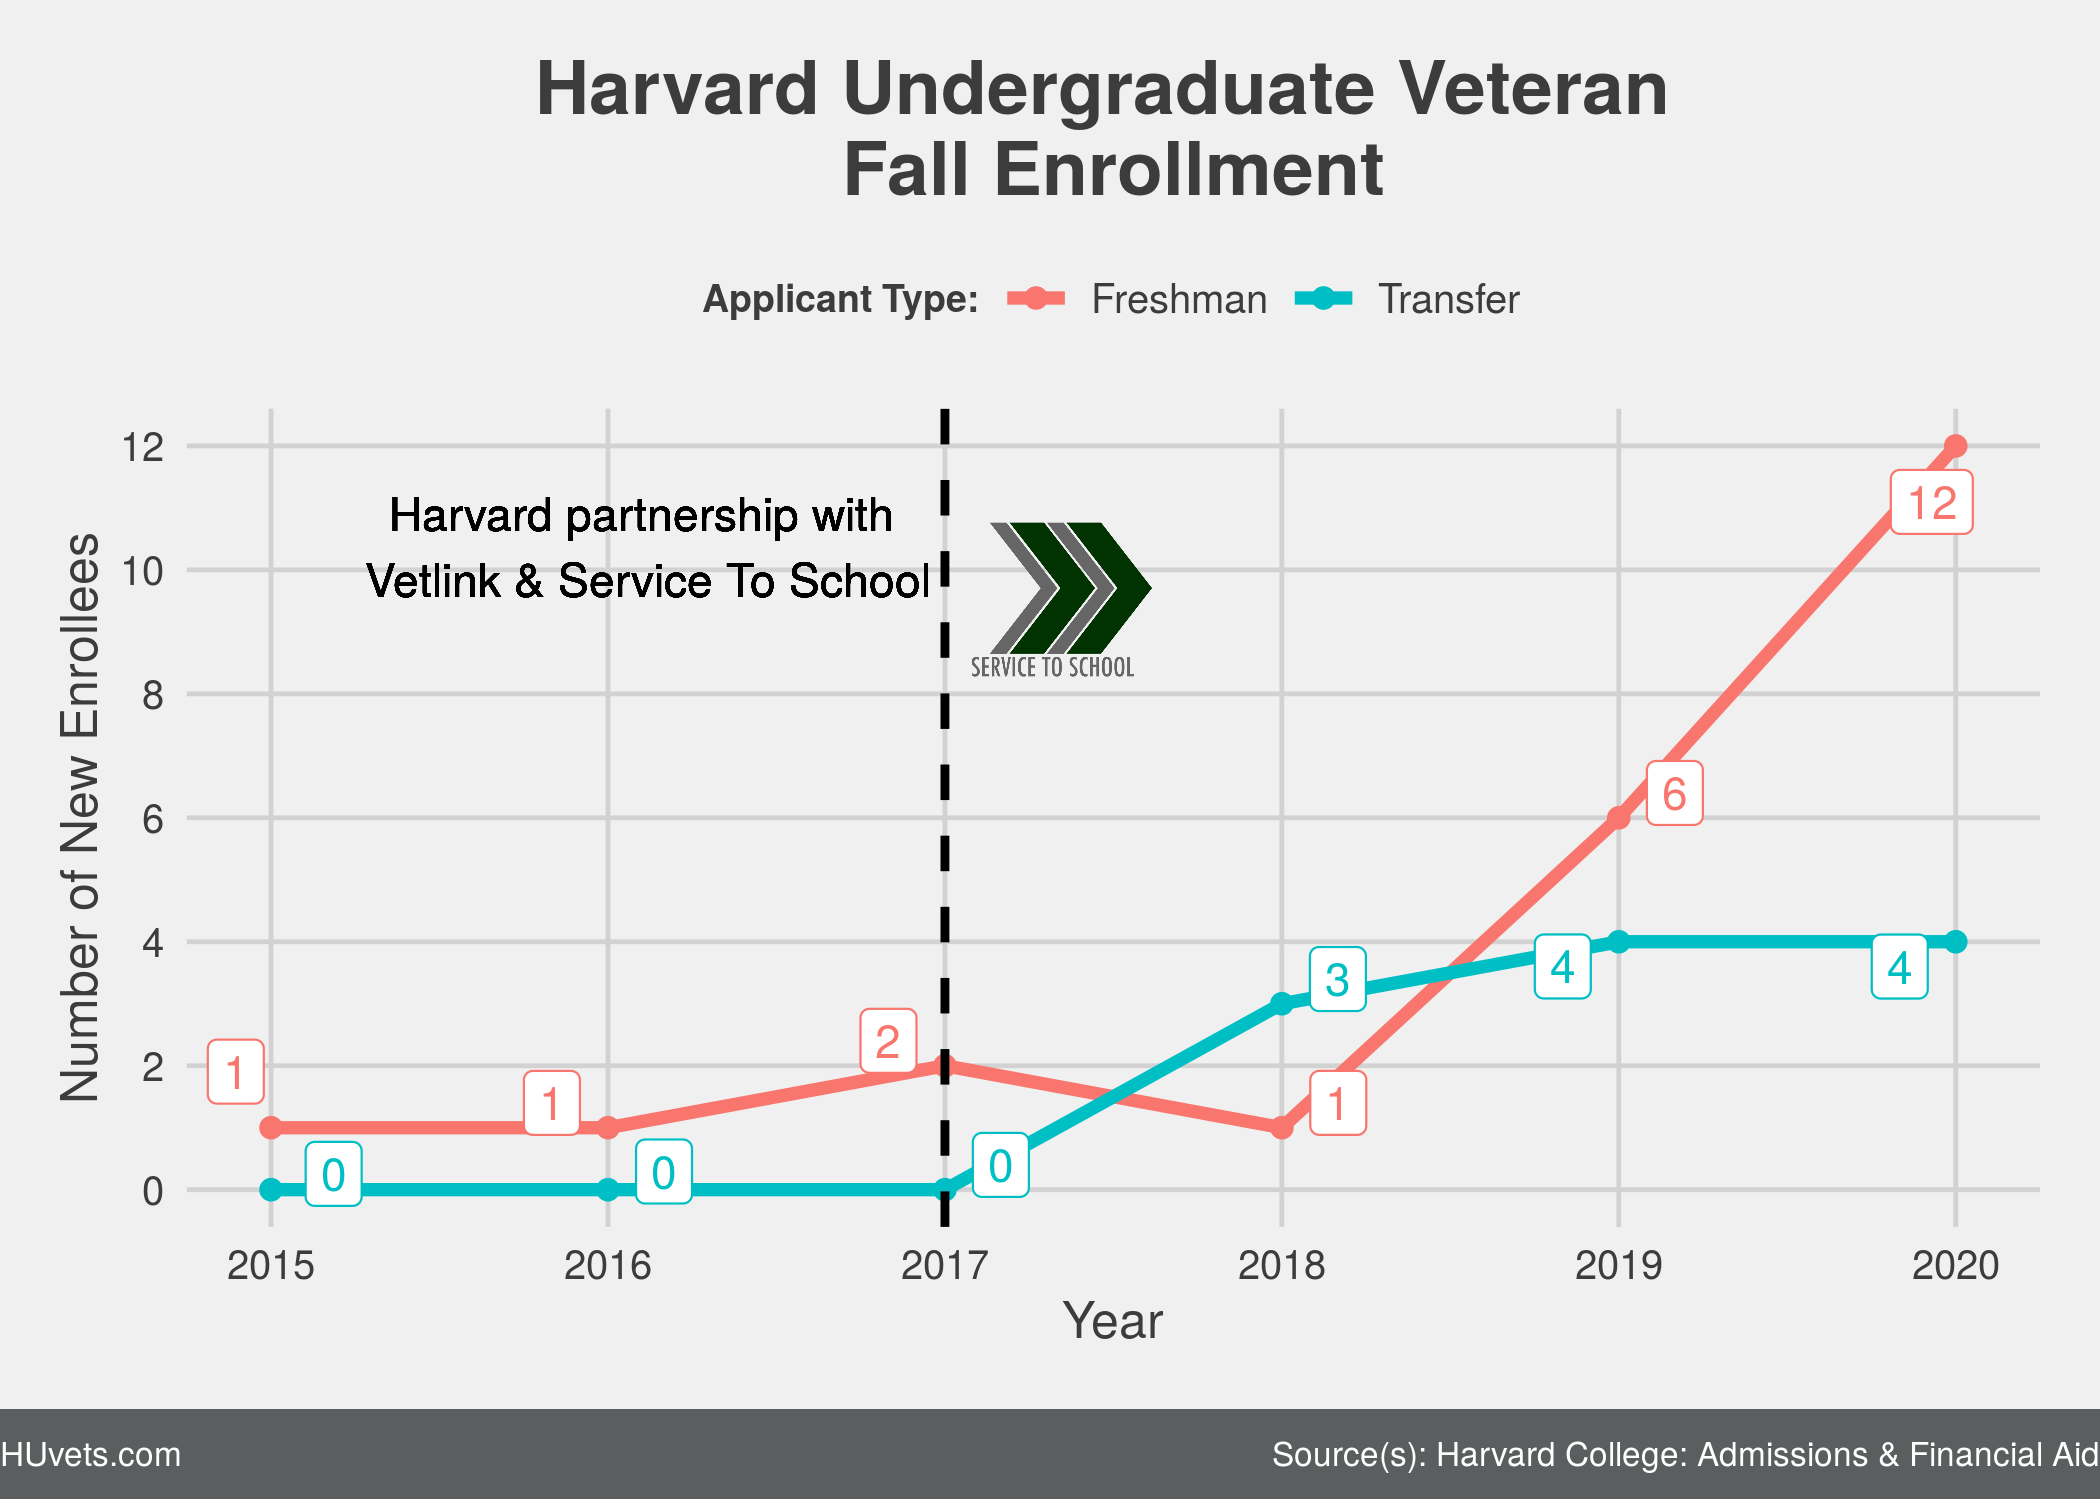 Harvard Undergraduate Veteran
Fall Enrollment
Applicant Type: Freshman Transfer
Number of New Enrollees
12
10
8
6
4
2
0
Harvard partnership with
Vetlink & Service To School
SERVICE TO SCHOOL
12
6
3
4
4
2
1
1
1
0
0
0
2015 2016 2017 2018 2019 2020
Year
HUvets.com
Source(s): Harvard College: Admissions & Financial Aid